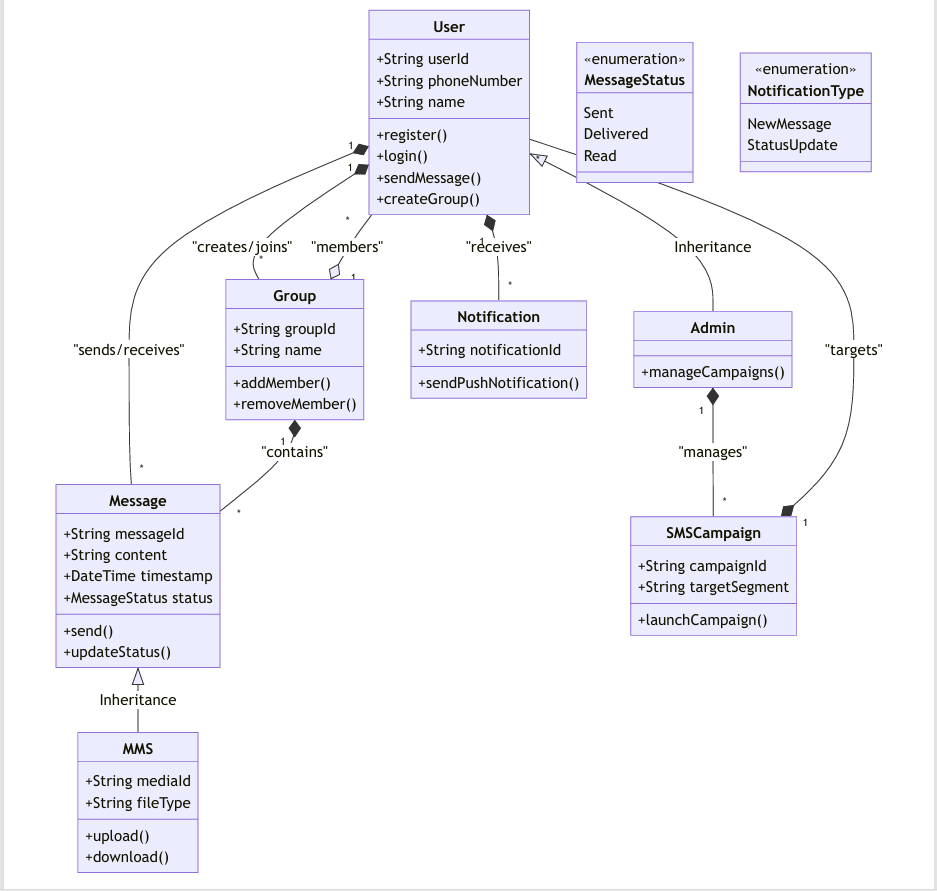 User
+String userId
+String phoneNumber
+String name
+register()
+login()
+sendMessage()
+createGroup()
«enumeration»
MessageStatus
Sent
Delivered
Read
«enumeration»
NotificationType
NewMessage
StatusUpdate
1
1
*
*
"creates/joins"
*
"members"
1
1
"receives"
*
Inheritance
Group
+String groupId
+String name
+addMember()
+removeMember()
Notification
+String notificationId
+sendPushNotification()
Admin
+manageCampaigns()
"sends/receives"
"targets"
1
"contains"
*
*
1
"manages"
*
1
Message
+String messageId
+String content
+DateTime timestamp
+MessageStatus status
+send()
+updateStatus()
SMSCampaign
+String campaignId
+String targetSegment
+launchCampaign()
Inheritance
MMS
+String mediaId
+String fileType
+upload()
+download()